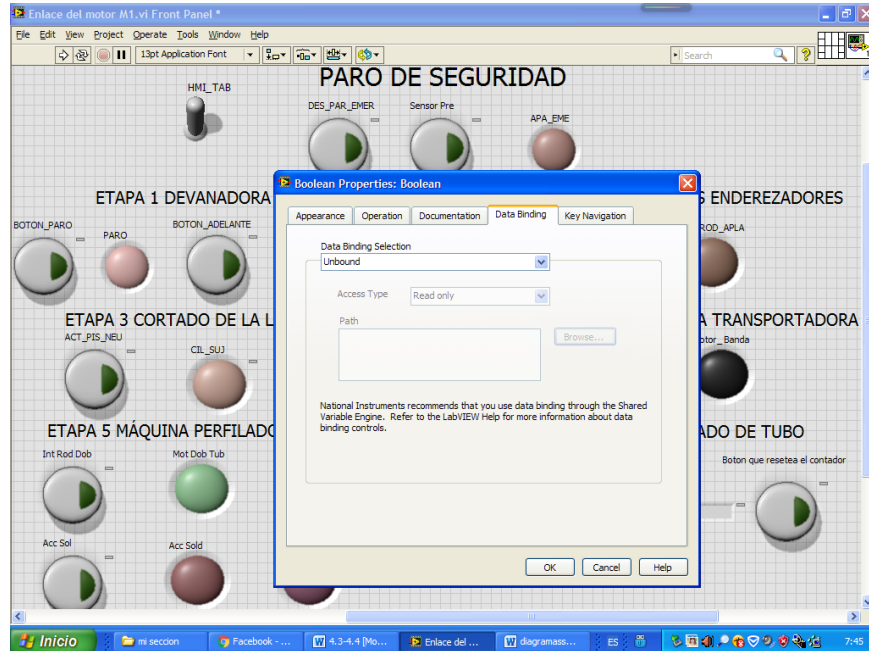 Enlace del motor M1.vi Front Panel *
File Edit View Project Operate Tools Window Help
13pt Application Font
Search
PARO DE SEGURIDAD
HMI_TAB
DES_PAR_EMER
Sensor Pre
APA_EME
Boolean Properties: Boolean
ETAPA 1 DEVANADORA
S ENDEREZADORES
Appearance Operation Documentation Data Binding Key Navigation
BOTON_PARO
PARO
BOTON_ADELANTE
ROD_APLA
Data Binding Selection
Unbound
Access Type Read only
Path
Browse...
ETAPA 3 CORTADO DE LA L
A TRANSPORTADORA
ACT_PIS_NEU
CIL_SUJ
otor_Banda
National Instruments recommends that you use data binding through the Shared
Variable Engine. Refer to the LabVIEW Help for more information about data
binding controls.
ETAPA 5 MÁQUINA PERFILADO
ADO DE TUBO
Int Rod Dob
Mot Dob Tub
Boton que resetea el contador
Acc Sol
Acc Sold
OK Cancel Help
Inicio
mi seccion
Facebook - ...
4.3-4.4 [Mo...
Enlace del ...
diagramass...
ES
7:45